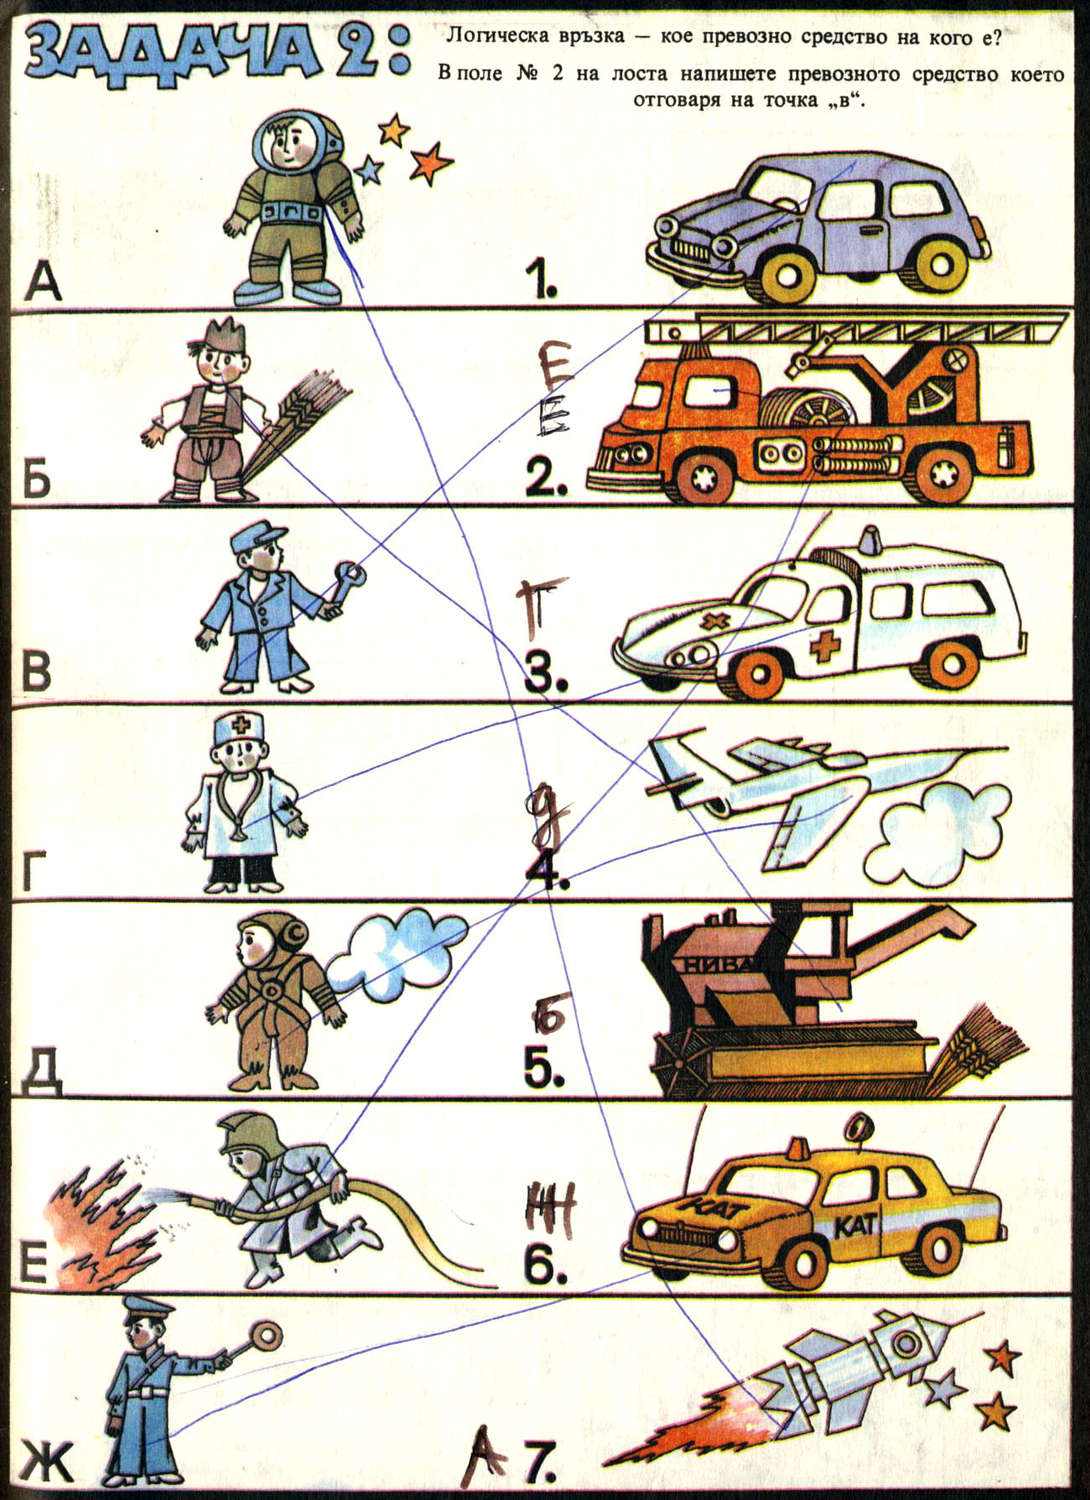 ЗАДАЧА 2:
Логическа връзка – кое превозно средство на кого е?
В поле № 2 на лоста напишете превозното средство което
отговаря на точка „в“.
А
1.
Б
Е
Е
2.
В
Г
3.
Г
д
4.
Д
НИВА
Б
5.
Е
Ж
6.
КАТ
КАТ
Ж
А
7.